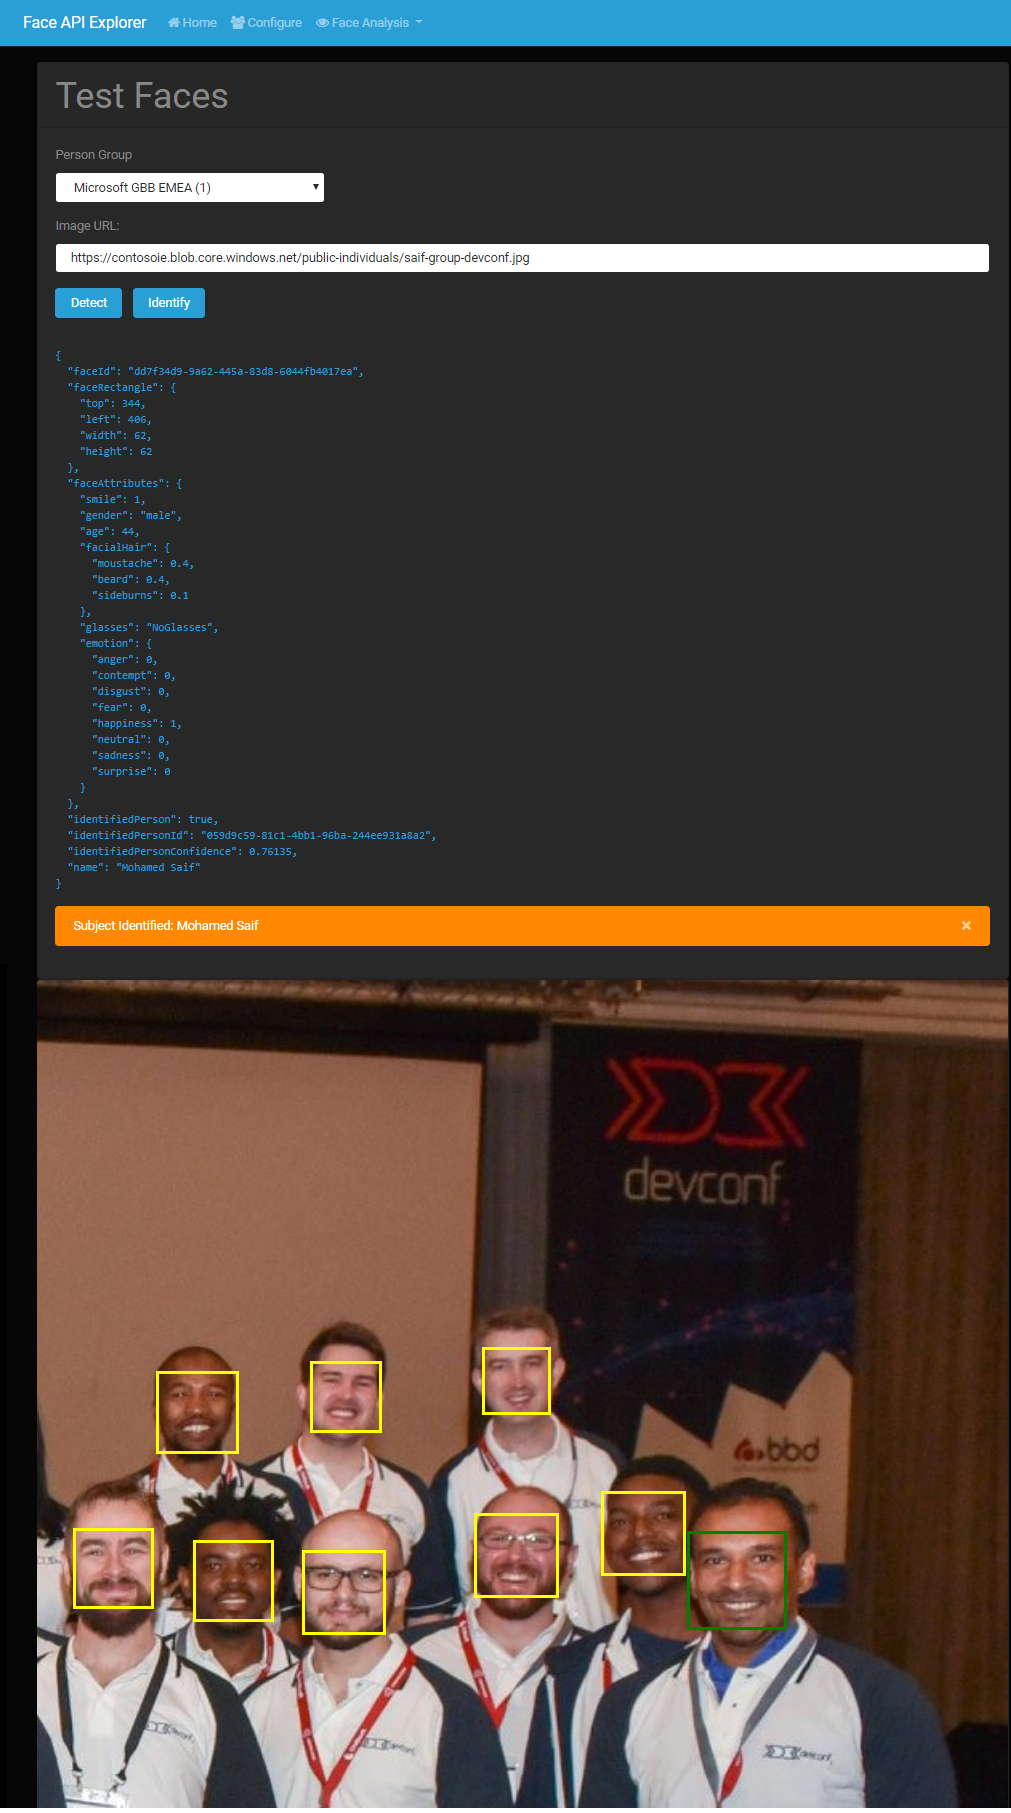 Face API Explorer Home Configure Face Analysis
Test Faces
Person Group
Microsoft GBB EMEA (1)
Image URL:
https://contosoie.blob.core.windows.net/public-individuals/saif-group-devconf.jpg
Detect Identify
{
"faceId": "dd7f34d9-9a62-445a-83d8-6044fb4017ea",
"faceRectangle": {
"top": 344,
"left": 406,
"width": 62,
"height": 62
},
"faceAttributes": {
"smile": 1,
"gender": "male",
"age": 44,
"facialHair": {
"moustache": 0.4,
"beard": 0.4,
"sideburns": 0.1
},
"glasses": "NoGlasses",
"emotion": {
"anger": 0,
"contempt": 0,
"disgust": 0,
"fear": 0,
"happiness": 1,
"neutral": 0,
"sadness": 0,
"surprise": 0
}
},
"identifiedPerson": true,
"identifiedPersonId": "059d9c59-81c1-4bb1-96ba-244ee931a8a2",
"identifiedPersonConfidence": 0.76135,
"name": "Mohamed Saif"
}
Subject Identified: Mohamed Saif ×
devconf
bbd
devconf
devconf